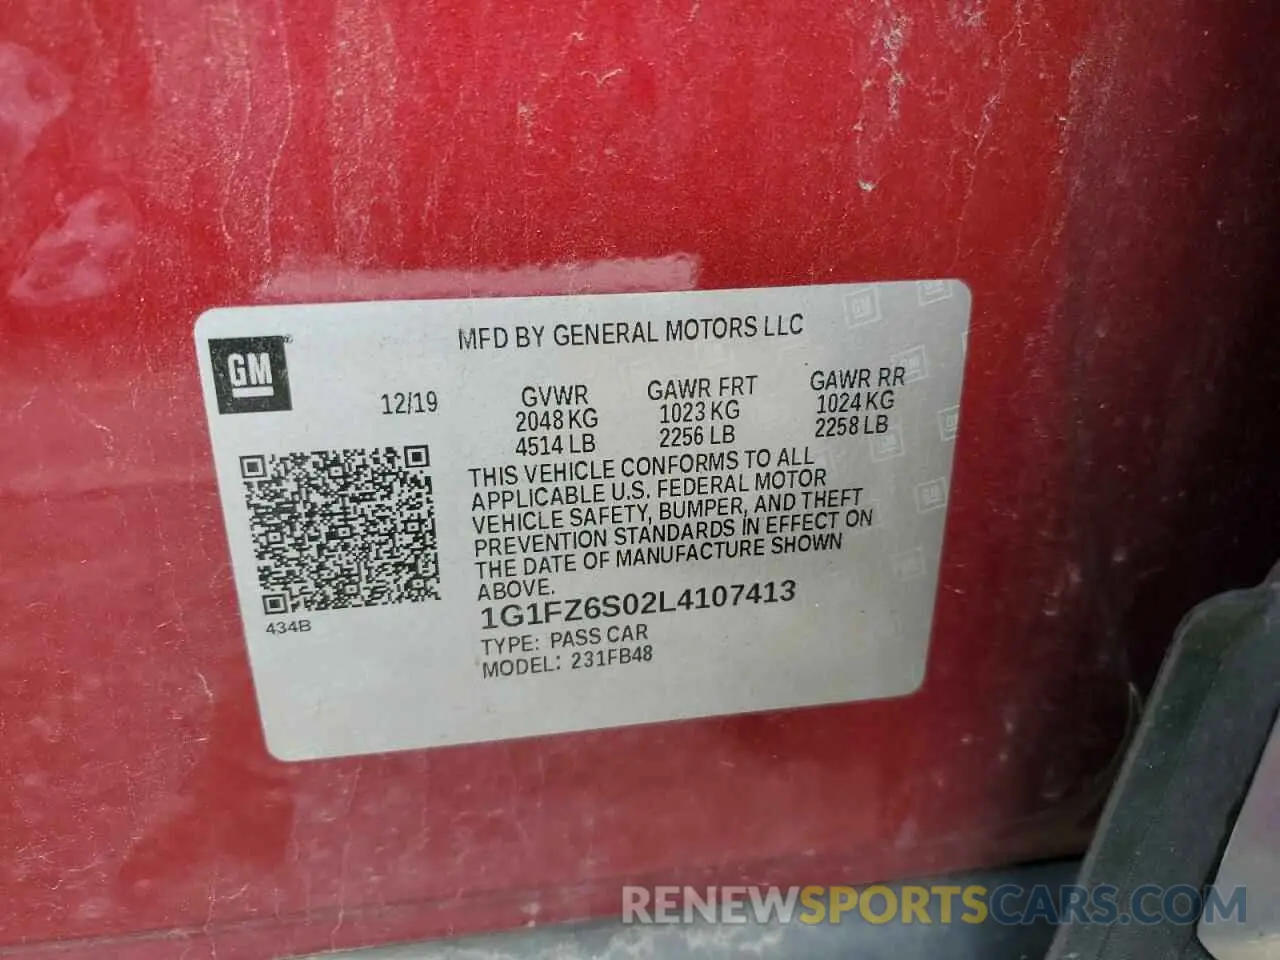 MFD BY GENERAL MOTORS LLC
GM
12/19
GVWR
2048 KG
4514 LB
GAWR FRT
1023 KG
2256 LB
GAWR RR
1024 KG
2258 LB
THIS VEHICLE CONFORMS TO ALL
APPLICABLE U.S. FEDERAL MOTOR
VEHICLE SAFETY, BUMPER, AND THEFT
PREVENTION STANDARDS IN EFFECT ON
THE DATE OF MANUFACTURE SHOWN
ABOVE.
434B
1G1FZ6S02L4107413
TYPE: PASS CAR
MODEL: 231FB48
RENEWSPORTSCARS.COM